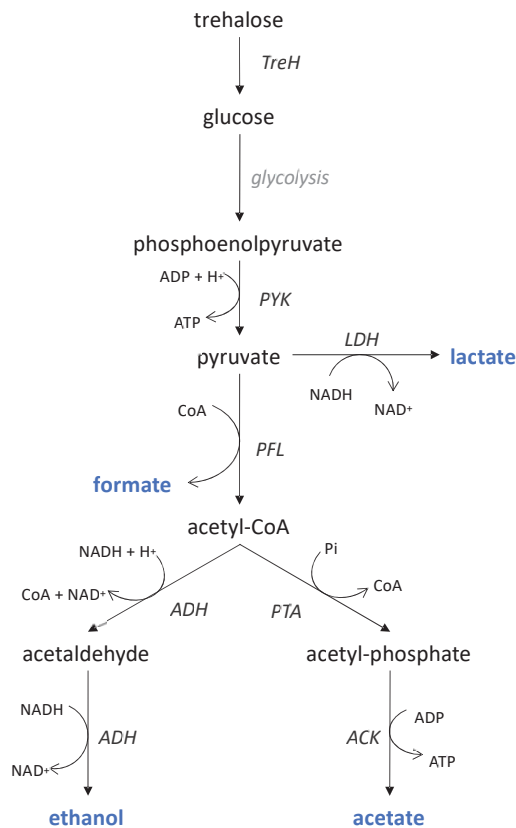 trehalose
TreH
glucose
glycolysis
phosphoenolpyruvate
ADP + H+
PYK
ATP
LDH
pyruvate
lactate
NADH
NAD+
CoA
PFL
formate
acetyl-CoA
NADH + H+
Pi
CoA + NAD+
CoA
ADH
PTA
acetaldehyde
acetyl-phosphate
NADH
ADP
ADH
ACK
NAD+
ATP
ethanol
acetate